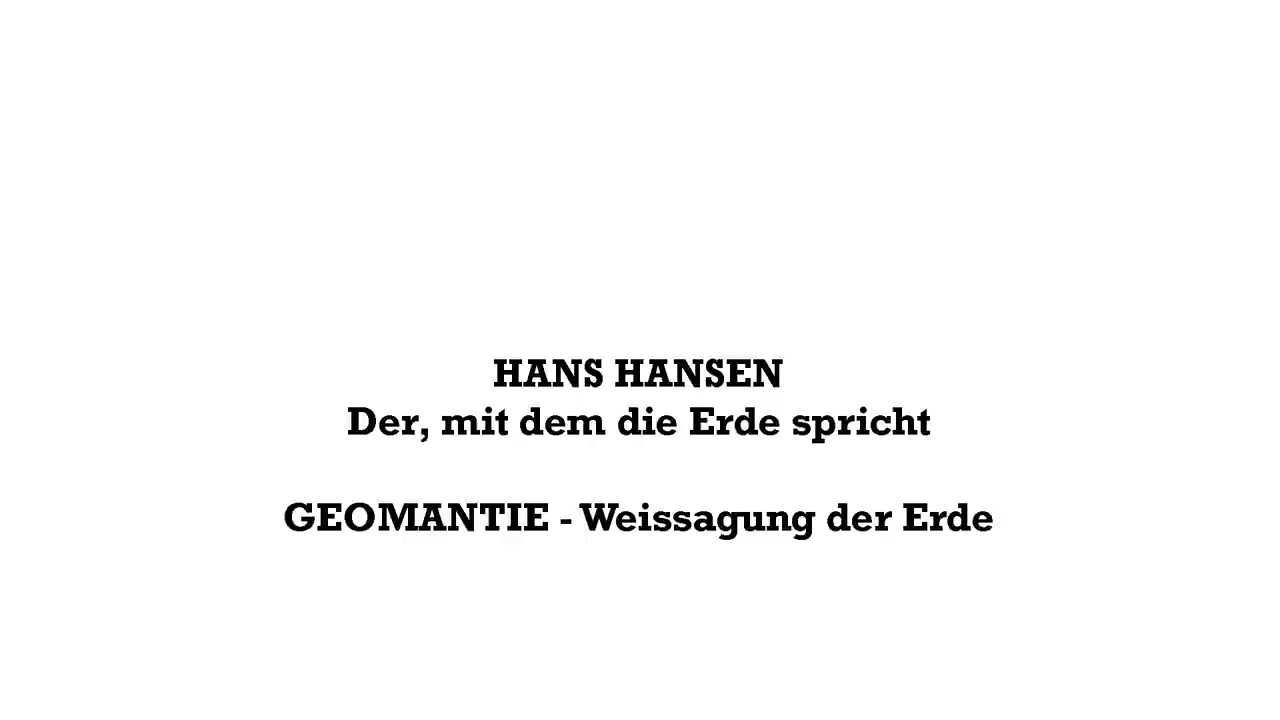 HANS HANSEN
Der, mit dem die Erde spricht
GEOMANTIE - Weissagung der Erde